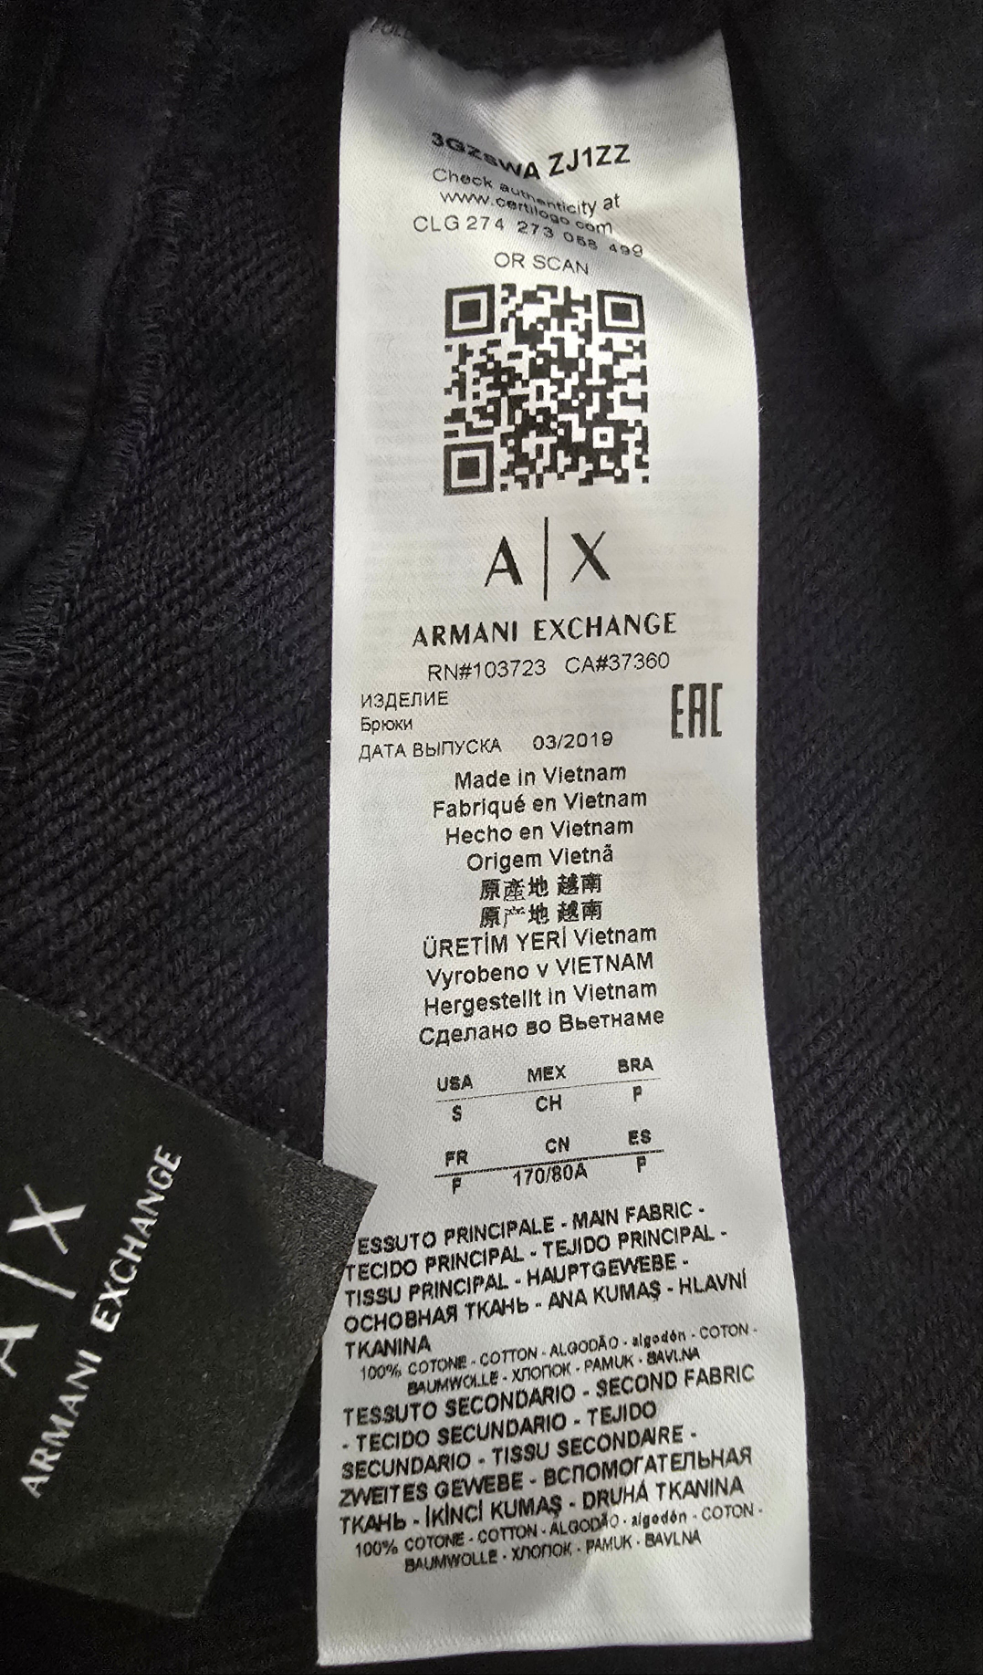 3GZSWA ZJ1ZZ
Check authenticity at
www.certilogo.com
CLG 274 273 058 499
OR SCAN
A|X
ARMANI EXCHANGE
RN#103723 CA#37360
ИЗДЕЛИЕ
Брюки
EAC
ДАТА ВЫПУСКА 03/2019
Made in Vietnam
Fabriqué en Vietnam
Hecho en Vietnam
Origem Vietnã
原產地 越南
原产地 越南
ÜRETİM YERİ Vietnam
Vyrobeno v VIETNAM
Hergestellt in Vietnam
Сделано во Вьетнаме
USA MEX BRA
S CH P
FR CN ES
P 170/80A P
ESSUTO PRINCIPALE - MAIN FABRIC -
TECIDO PRINCIPAL - TEJIDO PRINCIPAL -
TISSU PRINCIPAL - HAUPTGEWEBE -
ОСНОВНАЯ ТКАНЬ - ANA KUMAŞ - HLAVNÍ
TKANINA
100% COTONE - COTTON - ALGODÃO - algodón - COTON -
BAUMWOLLE - ХЛОПОК - PAMUK - BAVLNA
TESSUTO SECONDARIO - SECOND FABRIC
- TECIDO SECUNDARIO - TEJIDO
SECUNDARIO - TISSU SECONDAIRE -
ZWEITES GEWEBE - ВСПОМОГАТЕЛЬНАЯ
ТКАНЬ - İKİNCİ KUMAŞ - DRUHÁ TKANINA
100% COTONE - COTTON - ALGODÃO - algodón - COTON -
BAUMWOLLE - ХЛОПОК - PAMUK - BAVLNA
A|X
ARMANI EXCHANGE